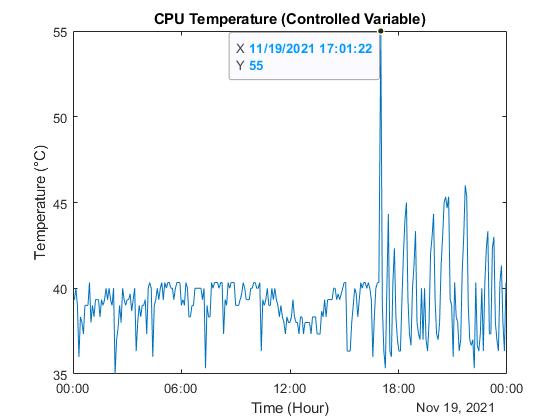 CPU Temperature (Controlled Variable)
55
X 11/19/2021 17:01:22
Y 55
50
45
40
35
Temperature (°C)
00:00 06:00 12:00 18:00 00:00
Time (Hour)
Nov 19, 2021